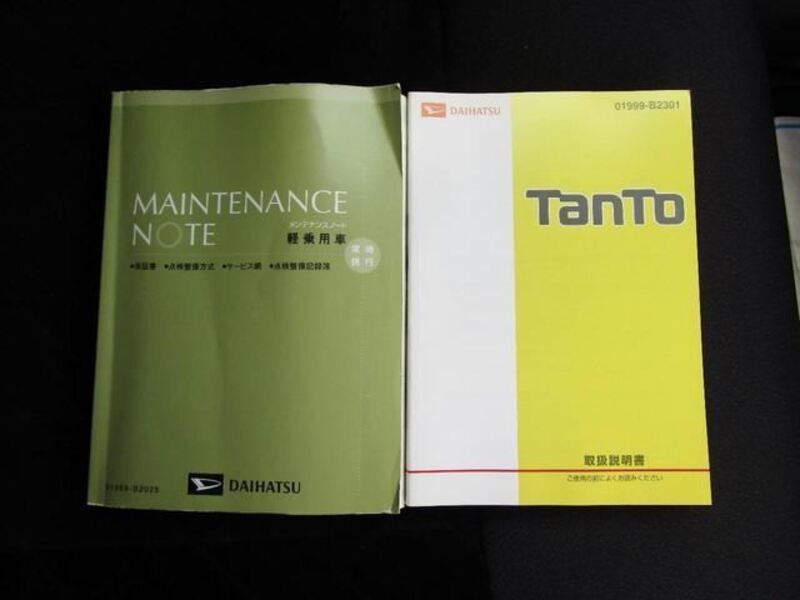 MAINTENANCE
NOTE
メンテナンスノート
軽乗用車
常時
携行
●保証書 ●点検整備方式 ●サービス網 ●点検整備記録簿
DAIHATSU
01999-B2025
DAIHATSU
01999-B2301
TanTo
取扱説明書
ご使用の前によくお読みください